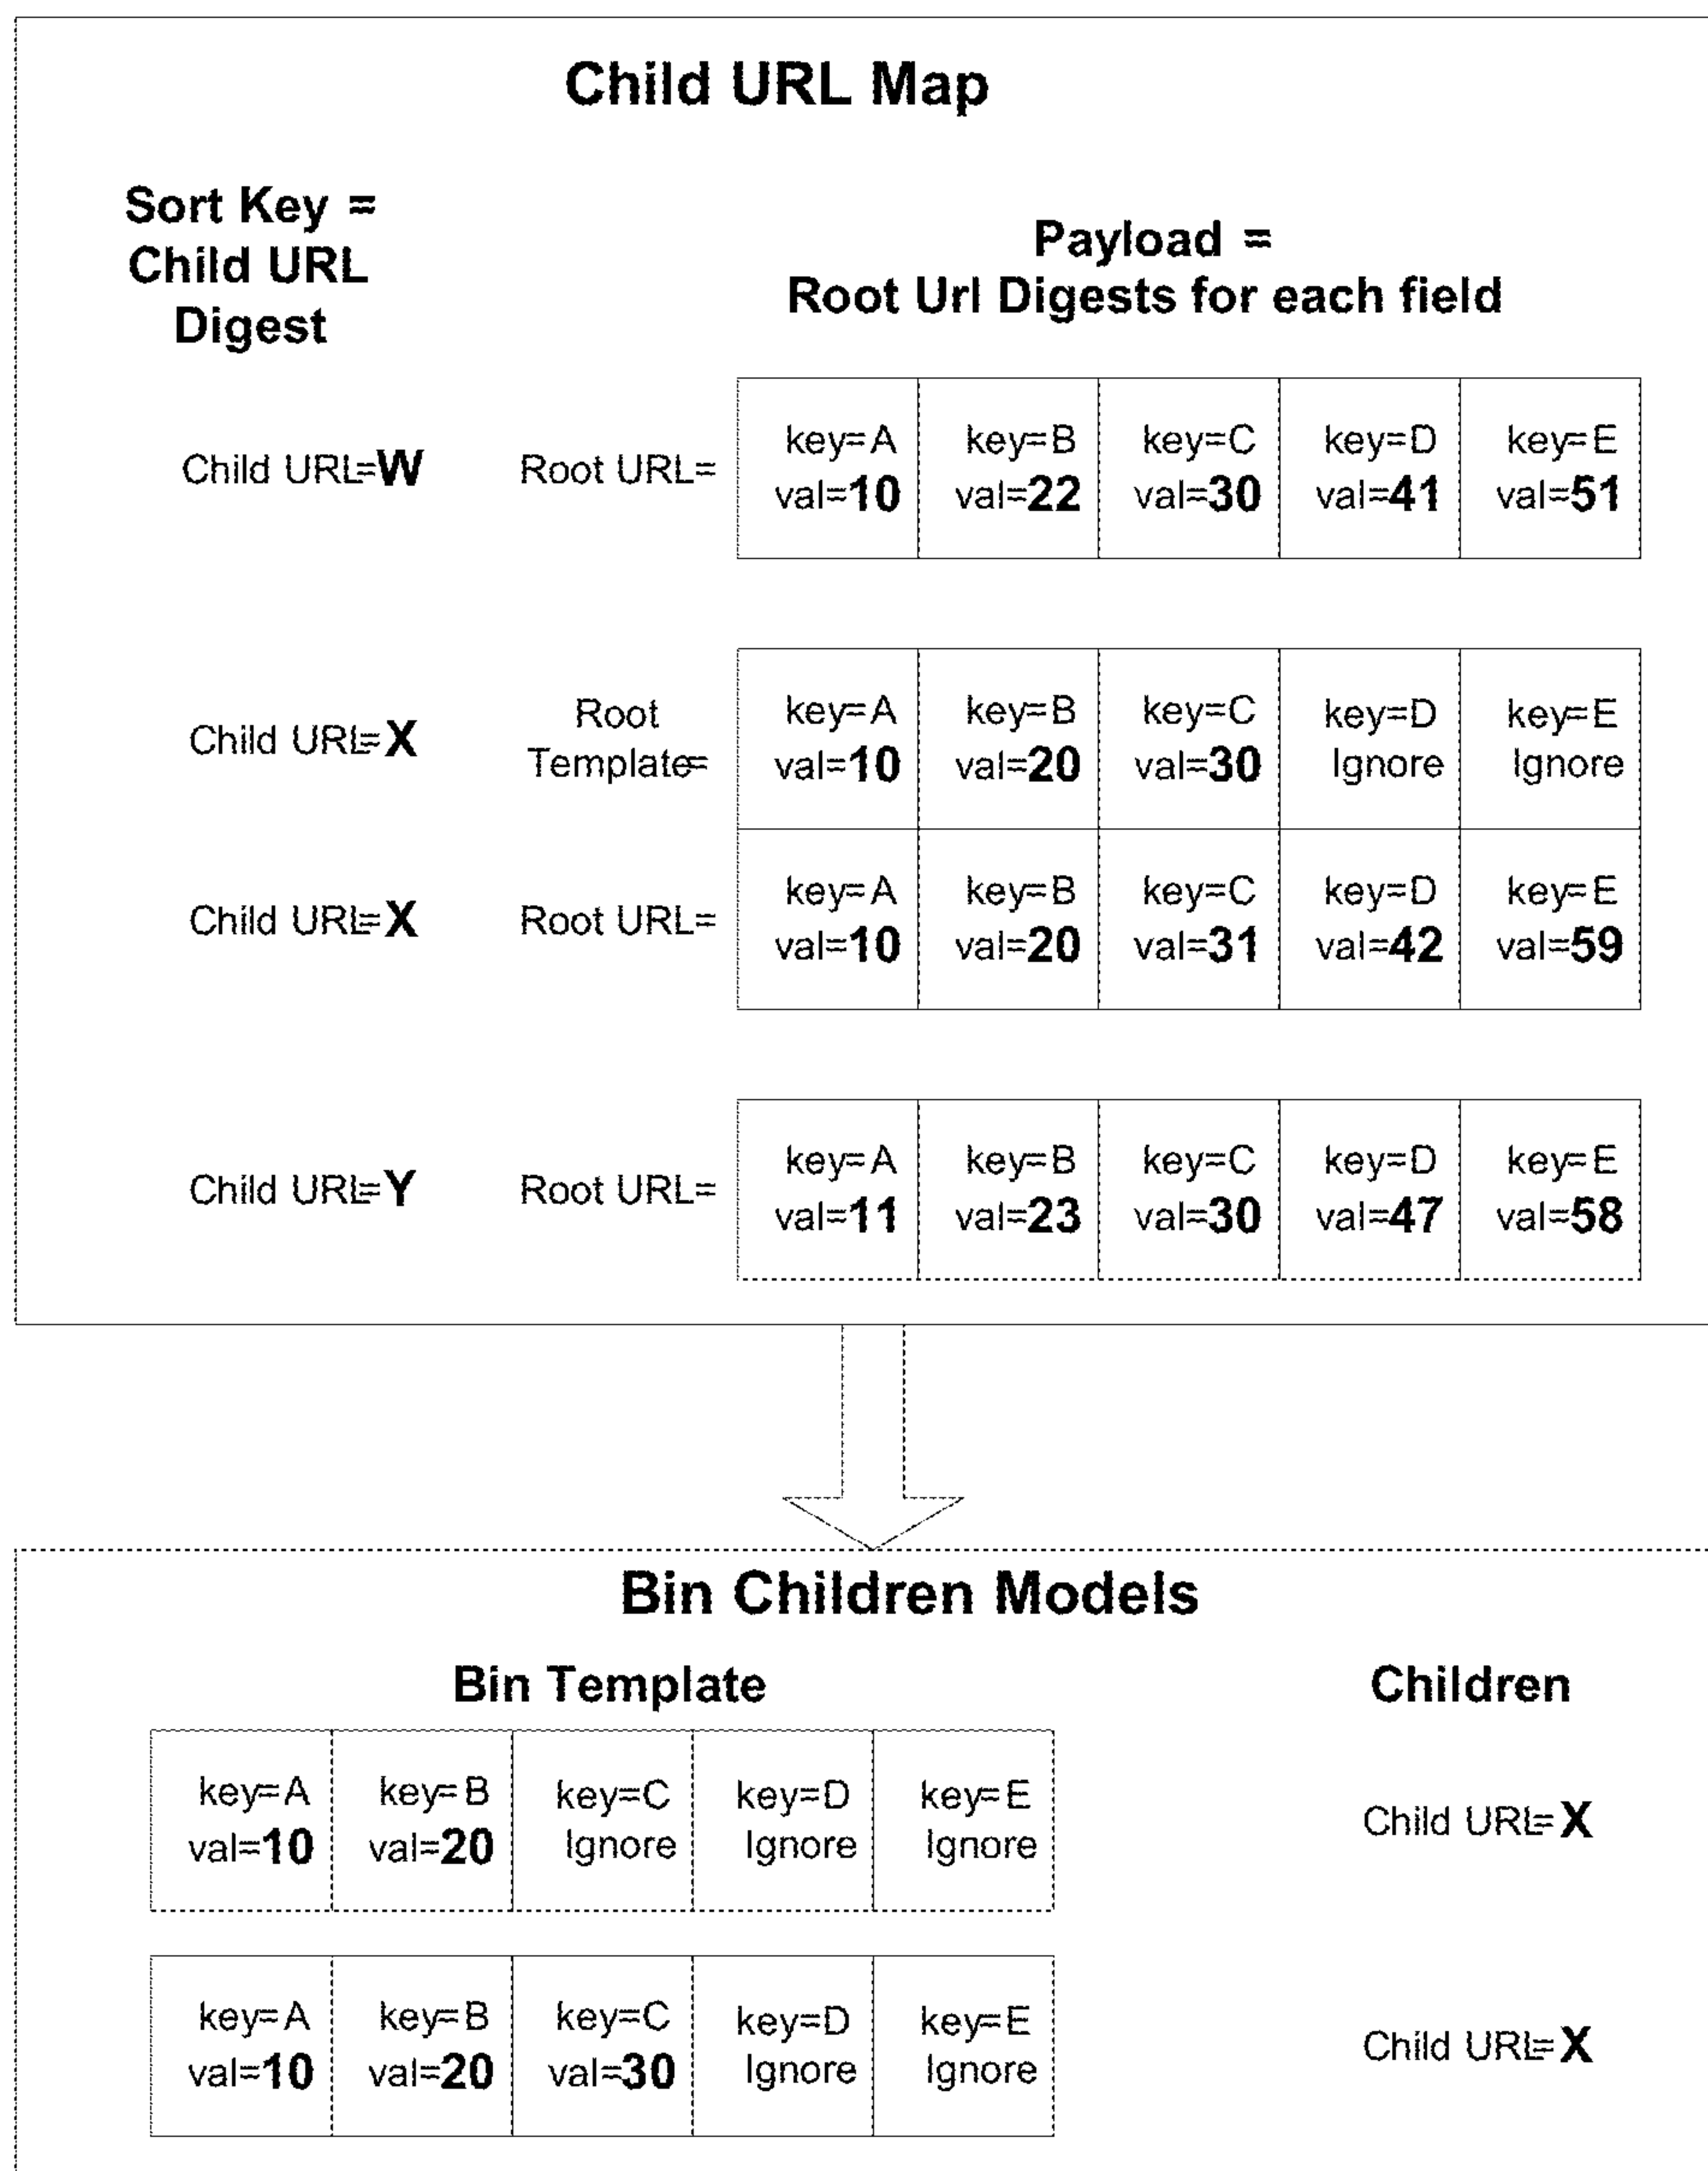 Child URL Map
Sort Key =
Child URL
Digest
Payload =
Root Url Digests for each field
Child URL=W Root URL=
key=A key=B key=C key=D key=E
val=10 val=22 val=30 val=41 val=51
Child URL=X
Root
Template=
key=A key=B key=C key=D key=E
val=10 val=20 val=30 Ignore Ignore
Child URL=X Root URL=
key=A key=B key=C key=D key=E
val=10 val=20 val=31 val=42 val=59
Child URL=Y Root URL=
key=A key=B key=C key=D key=E
val=11 val=23 val=30 val=47 val=58
Bin Children Models
Bin Template Children
key=A key=B key=C key=D key=E
val=10 val=20 Ignore Ignore Ignore
Child URL=X
key=A key=B key=C key=D key=E
val=10 val=20 val=30 Ignore Ignore
Child URL=X